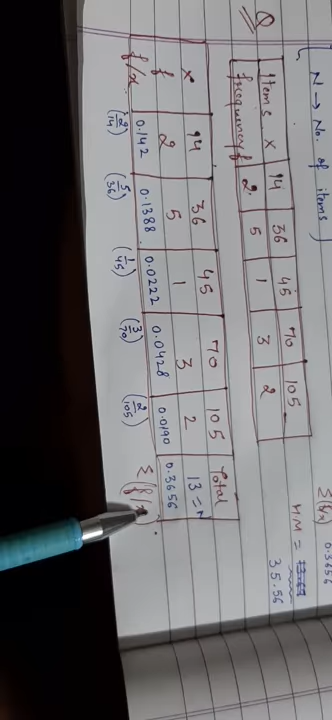 N → No. of items)
Σ(f/x) 0.3656
HM = 35.56
Q
Items x 14 36 45 70 105
frequency f 2 5 1 3 2
x 14 36 45 70 105 Total
f 2 5 1 3 2 13 = N
f/x 0.142 0.1388 0.0222 0.0428 0.0190 0.3656
(2/14) (5/36) (1/45) (3/70) (2/105) Σ(f/x)